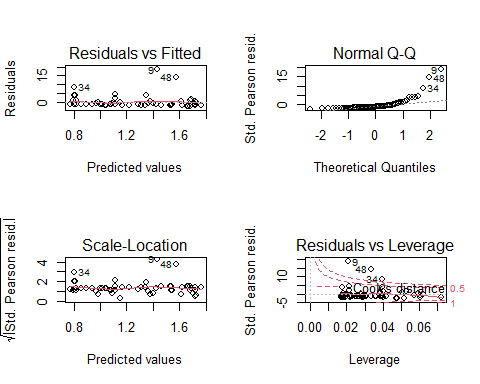 Residuals vs Fitted
Residuals
15
0
9
48
34
0.8
1.2
1.6
Predicted values
Normal Q-Q
Std. Pearson resid.
15
0
9
48
34
-2
-1
0
1
2
Theoretical Quantiles
Scale-Location
√|Std. Pearson resid.|
4
2
0
9
48
34
0.8
1.2
1.6
Predicted values
Residuals vs Leverage
Std. Pearson resid.
10
-5
9
48
34
Cook's distance
0.5
1
0.00
0.02
0.04
0.06
Leverage